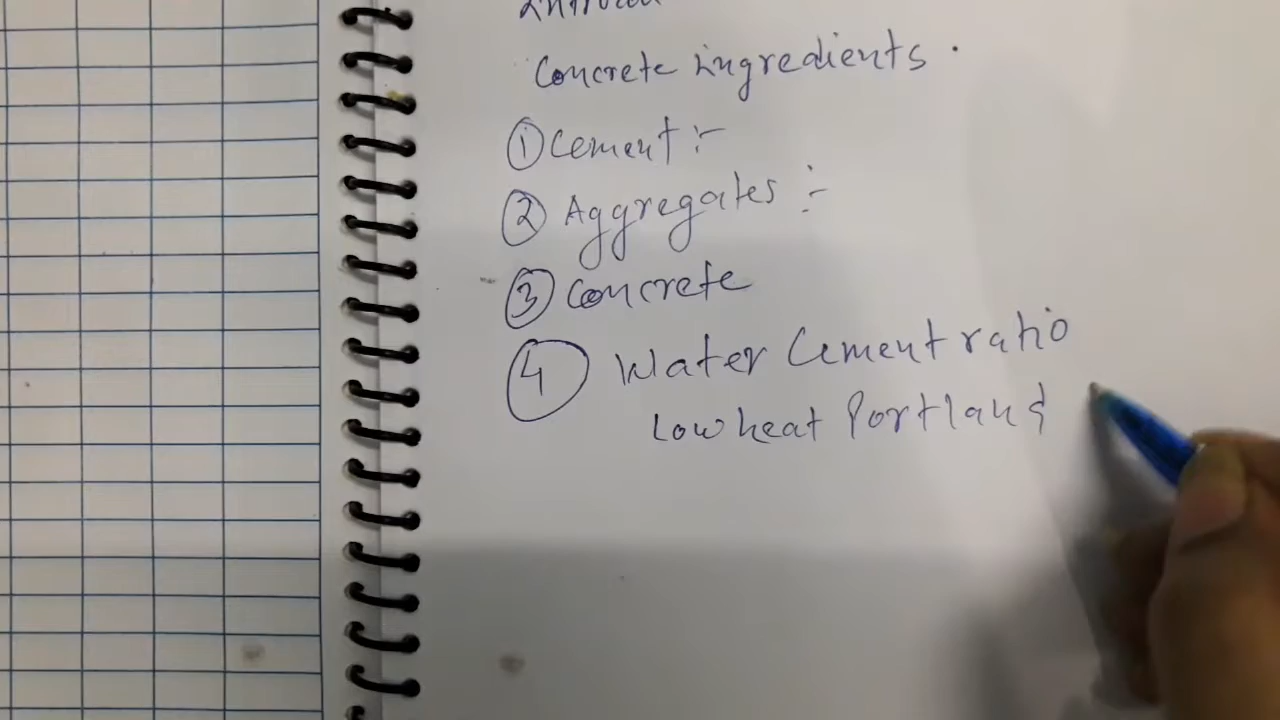 Concrete ingredients .
① Cement :-
② Aggregates :-
③ Concrete
④ Water Cement ratio
Low heat Portland